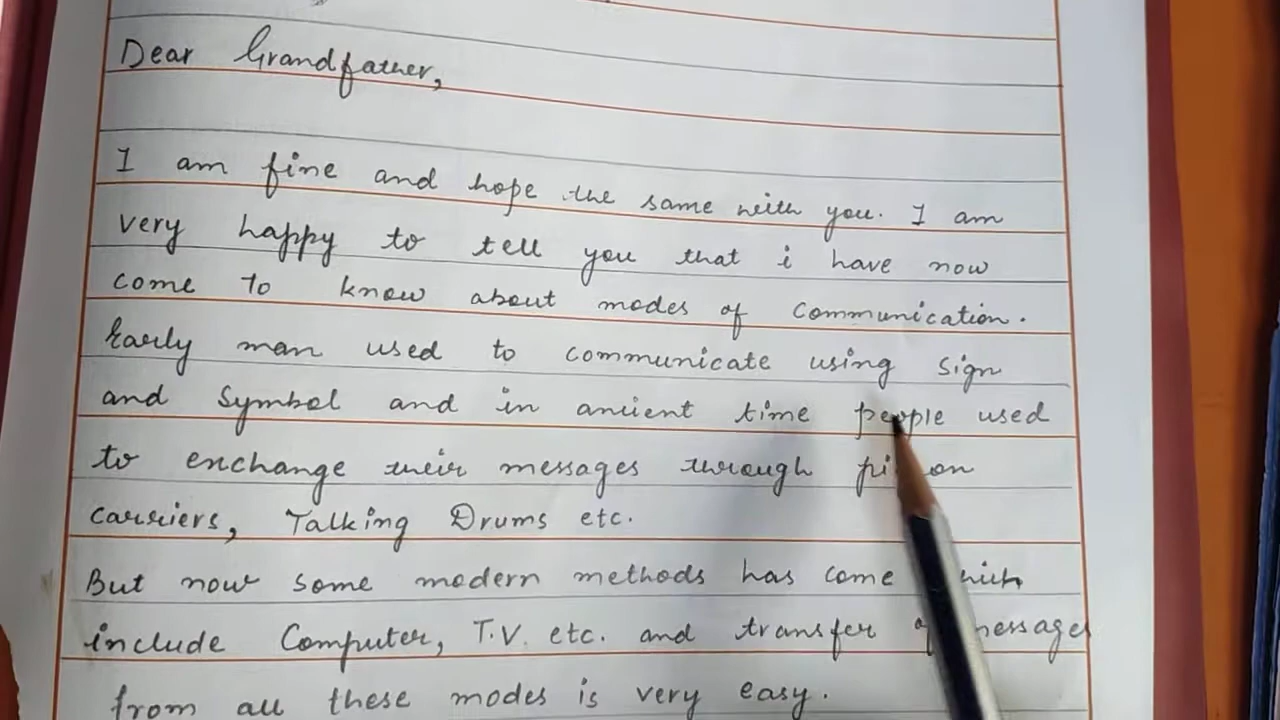 Dear Grandfather,
I am fine and hope the same with you. I am
very happy to tell you that i have now
come to know about modes of communication.
Early man used to communicate using sign
and Symbol and in ancient time people used
to exchange their messages through
carriers, Talking Drums etc.
But now some modern methods has come
include Computer, T.V. etc. and transfer
from all these modes is very easy.